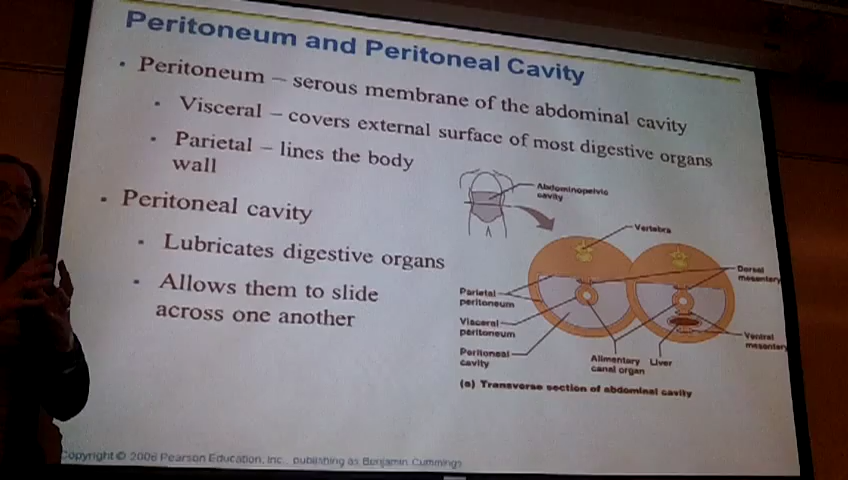 Peritoneum and Peritoneal Cavity
• Peritoneum – serous membrane of the abdominal cavity
• Visceral – covers external surface of most digestive organs
• Parietal – lines the body
wall
• Peritoneal cavity
• Lubricates digestive organs
• Allows them to slide
across one another
Abdominopelvic
cavity
Vertebra
Dorsal
mesentery
Parietal
peritoneum
Visceral
peritoneum
Peritoneal
cavity
Alimentary
canal organ
Liver
Ventral
mesentery
(a) Transverse section of abdominal cavity
Copyright © 2006 Pearson Education, Inc., publishing as Benjamin Cummings